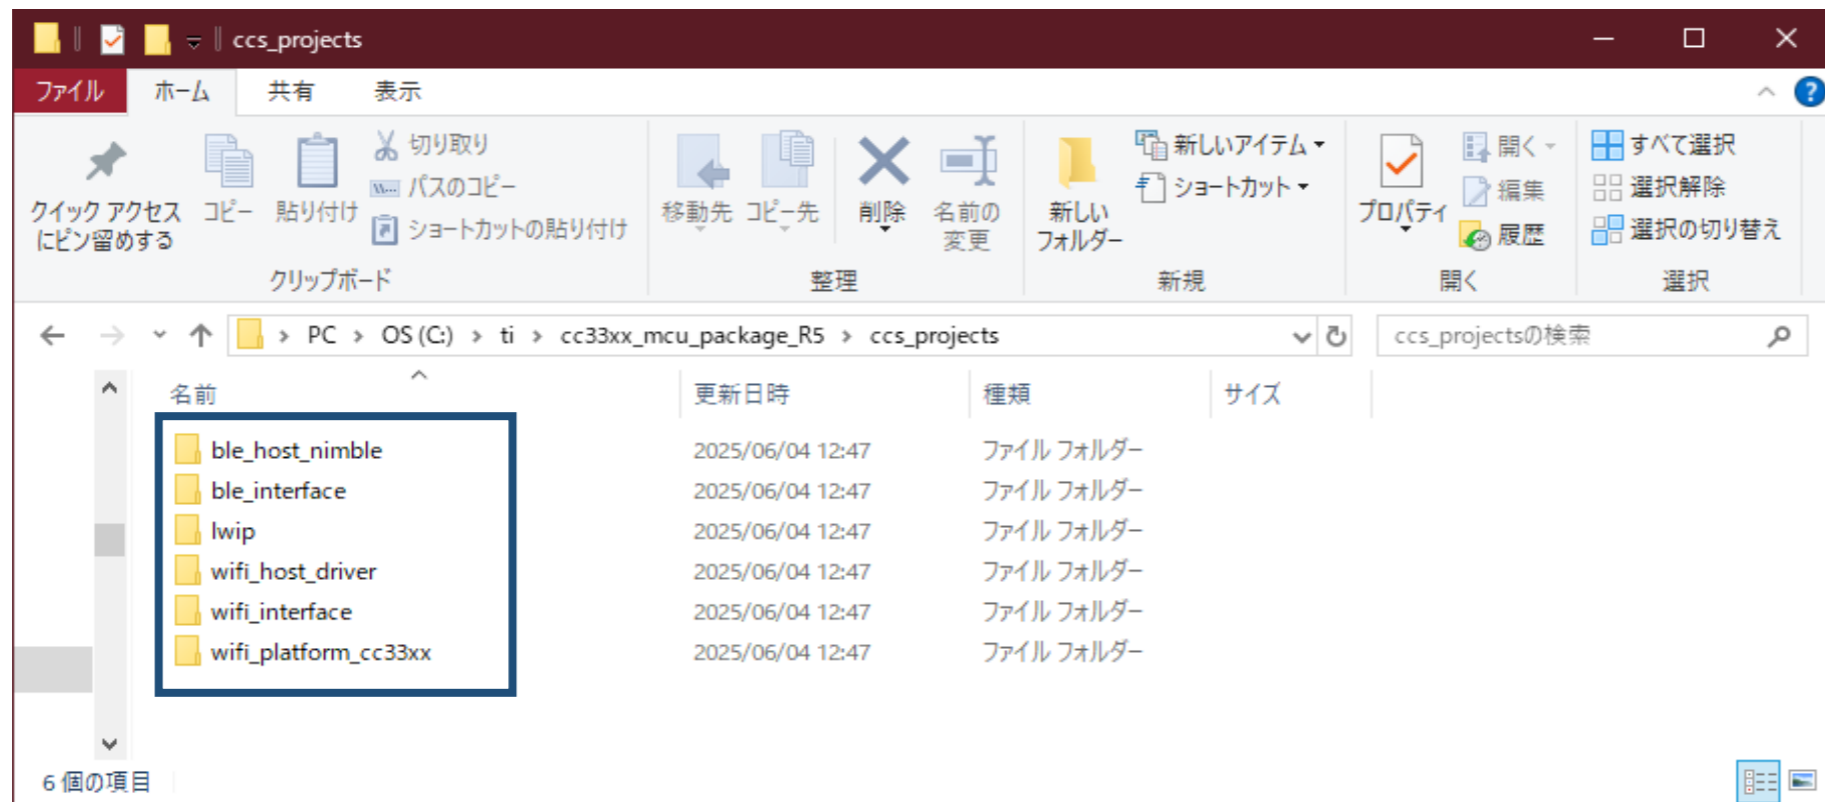 ccs_projects
ファイル ホーム 共有 表示
クイック アクセス
にピン留めする
コピー
貼り付け
切り取り
パスのコピー
ショートカットの貼り付け
クリップボード
移動先
コピー先
削除
名前の
変更
整理
新しい
フォルダー
新しいアイテム
ショートカット
新規
プロパティ
開く
編集
履歴
開く
すべて選択
選択解除
選択の切り替え
選択
PC > OS (C:) > ti > cc33xx_mcu_package_R5 > ccs_projects
ccs_projectsの検索
名前 更新日時 種類 サイズ
ble_host_nimble 2025/06/04 12:47 ファイル フォルダー
ble_interface 2025/06/04 12:47 ファイル フォルダー
lwip 2025/06/04 12:47 ファイル フォルダー
wifi_host_driver 2025/06/04 12:47 ファイル フォルダー
wifi_interface 2025/06/04 12:47 ファイル フォルダー
wifi_platform_cc33xx 2025/06/04 12:47 ファイル フォルダー
6 個の項目